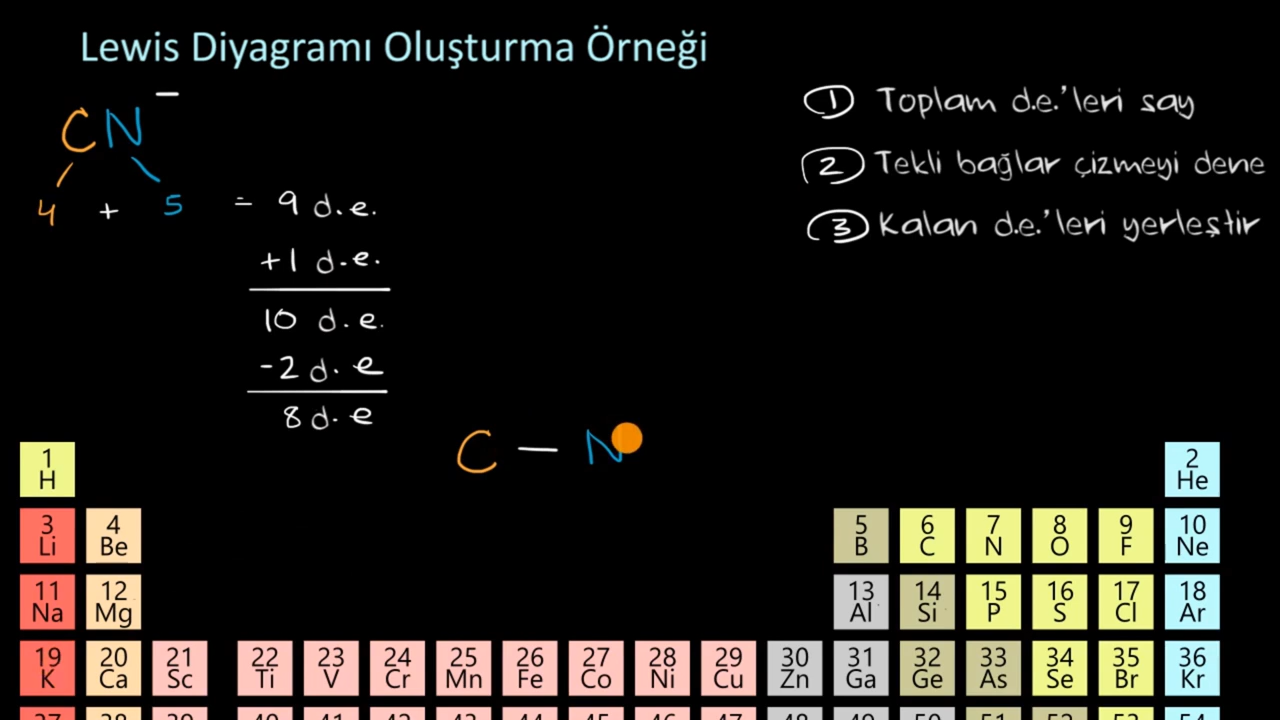 Lewis Diyagramı Oluşturma Örneği
CN⁻
4 + 5 = 9 d.e.
+1 d.e.
10 d.e.
-2 d.e
8 d.e
① Toplam d.e.'leri say
② Tekli bağlar çizmeyi dene
③ Kalan d.e.'leri yerleştir
C — N
1 2
H He
3 4 5 6 7 8 9 10
Li Be B C N O F Ne
11 12 13 14 15 16 17 18
Na Mg Al Si P S Cl Ar
19 20 21 22 23 24 25 26 27 28 29 30 31 32 33 34 35 36
K Ca Sc Ti V Cr Mn Fe Co Ni Cu Zn Ga Ge As Se Br Kr